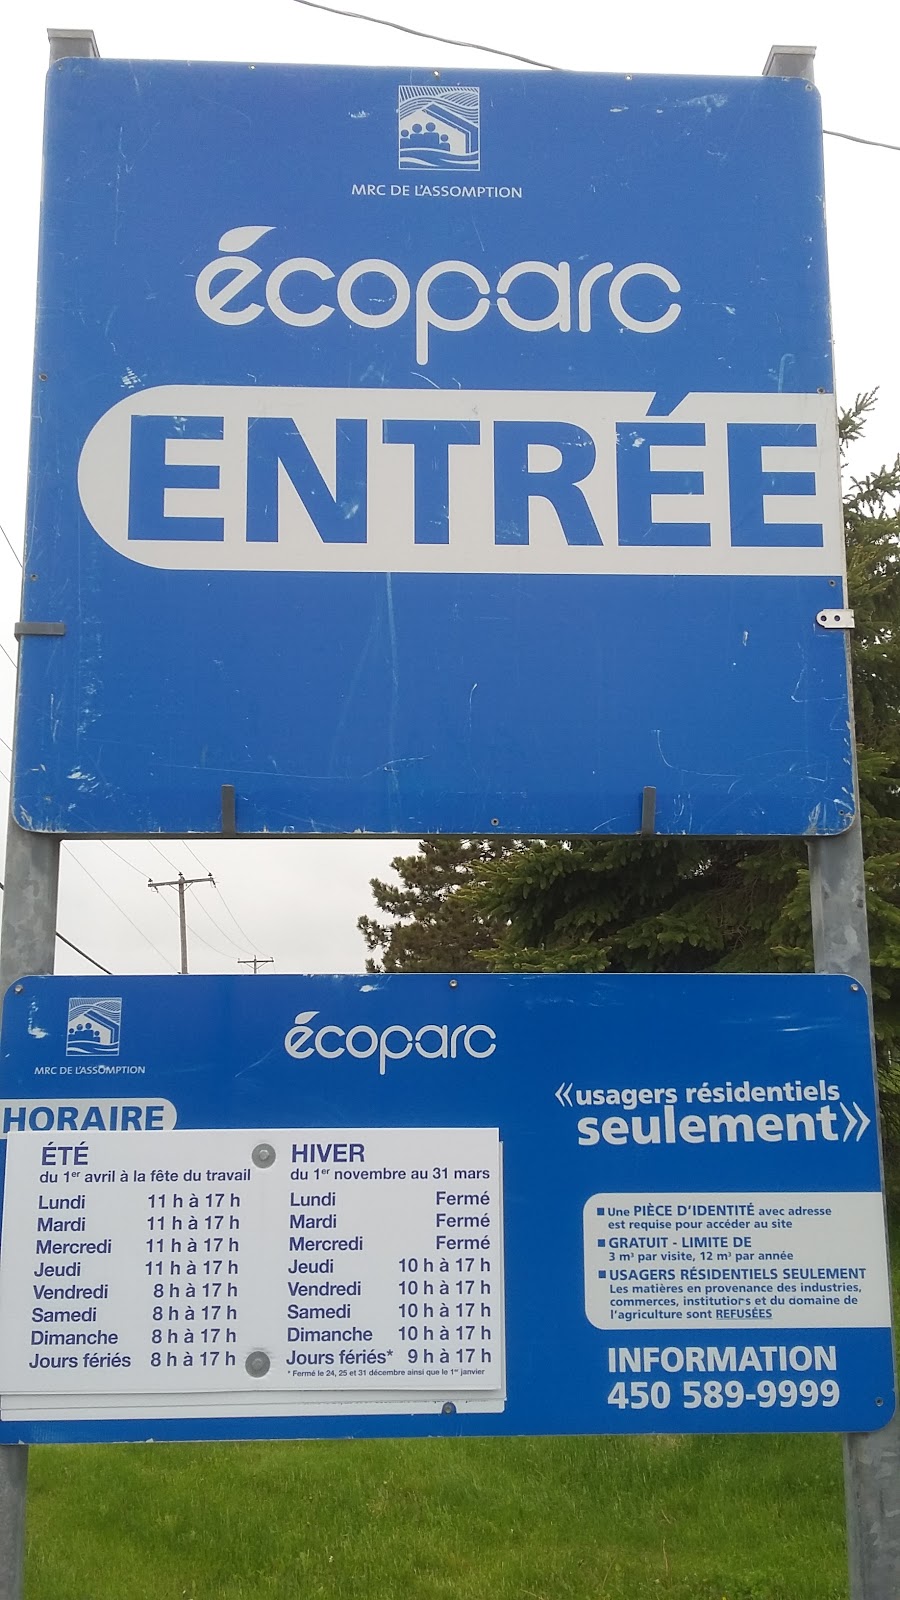 MRC DE L'ASSOMPTION
écoparc
ENTRÉE
MRC DE L'ASSOMPTION
écoparc
HORAIRE
ÉTÉ
du 1er avril à la fête du travail
Lundi 11 h à 17 h
Mardi 11 h à 17 h
Mercredi 11 h à 17 h
Jeudi 11 h à 17 h
Vendredi 8 h à 17 h
Samedi 8 h à 17 h
Dimanche 8 h à 17 h
Jours fériés 8 h à 17 h
HIVER
du 1er novembre au 31 mars
Lundi Fermé
Mardi Fermé
Mercredi Fermé
Jeudi 10 h à 17 h
Vendredi 10 h à 17 h
Samedi 10 h à 17 h
Dimanche 10 h à 17 h
Jours fériés* 9 h à 17 h
* Fermé le 24, 25 et 31 décembre ainsi que le 1er janvier
«usagers résidentiels
seulement»
■ Une PIÈCE D'IDENTITÉ avec adresse
est requise pour accéder au site
■ GRATUIT - LIMITE DE
3 m³ par visite, 12 m³ par année
■ USAGERS RÉSIDENTIELS SEULEMENT
Les matières en provenance des industries,
commerces, institutions et du domaine de
l'agriculture sont REFUSÉES
INFORMATION
450 589-9999